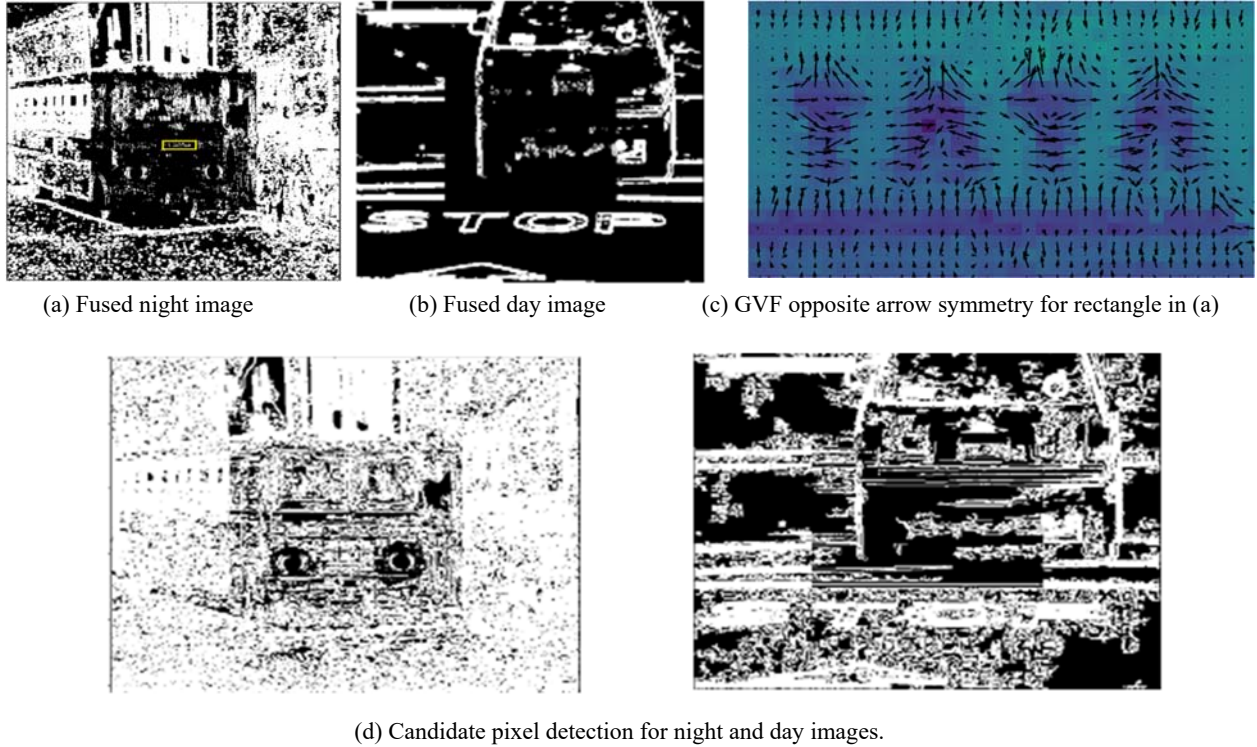 STOP
(a) Fused night image
(b) Fused day image
(c) GVF opposite arrow symmetry for rectangle in (a)
(d) Candidate pixel detection for night and day images.